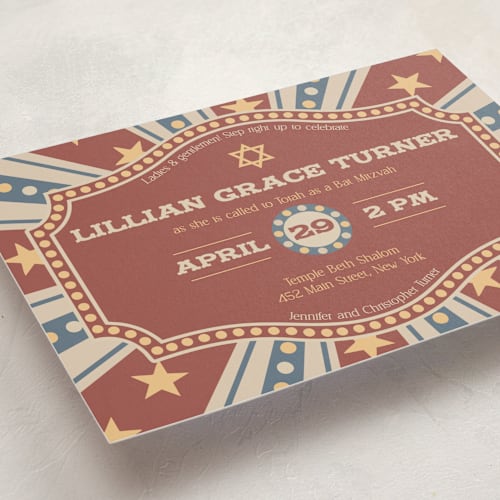 Ladies & gentlemen! Step right up to celebrate
LILLIAN GRACE TURNER
as she is called to Torah as a Bat Mitzvah
APRIL 29 2 PM
Temple Beth Shalom
452 Main Street, New York
Jennifer and Christopher Turner